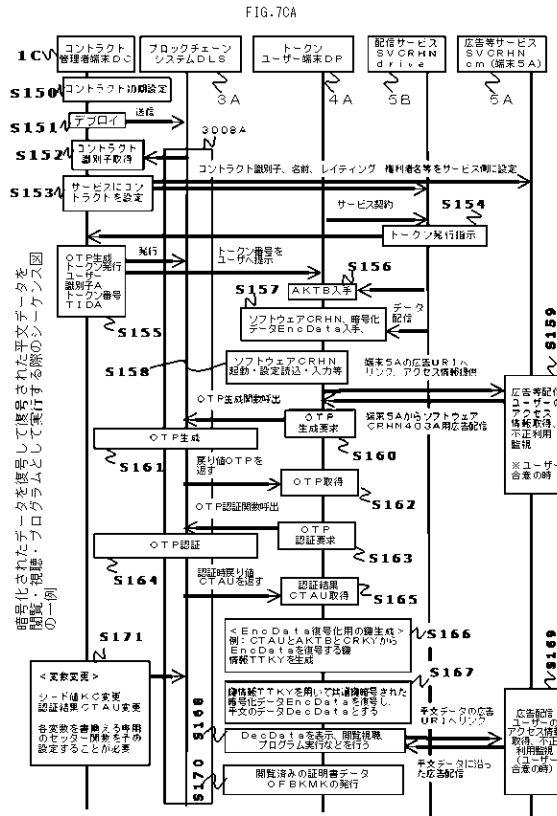 FIG.7CA
1C
コントラクト
管理者端末DC
ブロックチェーン
システムDLS
トークン
ユーザー端末DP
配信サービス
SVCRHN
drive
広告等サービス
SVCRHN
cm(端末5A)
3A
4A
5B
5A
S150
コントラクト初期設定
S151
デプロイ
送信
3008A
S152
コントラクト
識別子取得
コントラクト識別子、名前、レイティング 権利者名等をサービス側に設定
S153
サービスにコン
トラクトを設定
サービス契約
S154
トークン発行指示
OTP生成
トークン発行
ユーザー
識別子A
トークン番号
TIDA
発行
トークン番号を
ユーザへ提示
S155
S156
AKTB入手
S157
ソフトウェアCRHN、暗号化
データEncData入手、
データ
配信
S158
ソフトウェアCRHN
起動・設定読込・入力等
端末5Aの広告URIへ
リンク、アクセス情報提供
S159
広告等配信
ユーザーの
アクセス
情報取得、
不正利用
監視
※ユーザー
合意の時
OTP生成関数呼出
OTP
生成要求
端末5Aからソフトウェア
CRHN403A用広告配信
S160
OTP生成
S161
戻り値OTPを
返す
OTP取得
S162
OTP認証関数呼出
OTP
認証要求
S163
OTP認証
S164
認証時戻り値
CTAUを返す
認証結果
CTAU取得
S165
<EncData復号化用の鍵生成>
例:CTAUとAKTBとCRKYから
EncDataを復号する鍵
情報TTKYを生成
S166
S167
鍵情報TTKYを用いて共通鍵暗号された
暗号化データEncDataを復号し、
平文のデータDecDataとする
S168
DecDataを表示、閲覧視聴、
プログラム実行などを行う
平文データの広告
URIへリンク
平文データに沿っ
た広告配信
S169
広告配信
ユーザーの
アクセス情報
取得、不正
利用監視
(ユーザー
合意の時)
S170
閲覧済みの証明書データ
OFBKMKの発行
S171
<変数変更>
シード値KC変更
認証結果CTAU変更
各変数を書換える専用
のセッター関数を予め
設定することが必要
暗号化されたデータを復号して復号された平文データを
閲覧・視聴・プログラムとして実行する際のシーケンス図
の一例